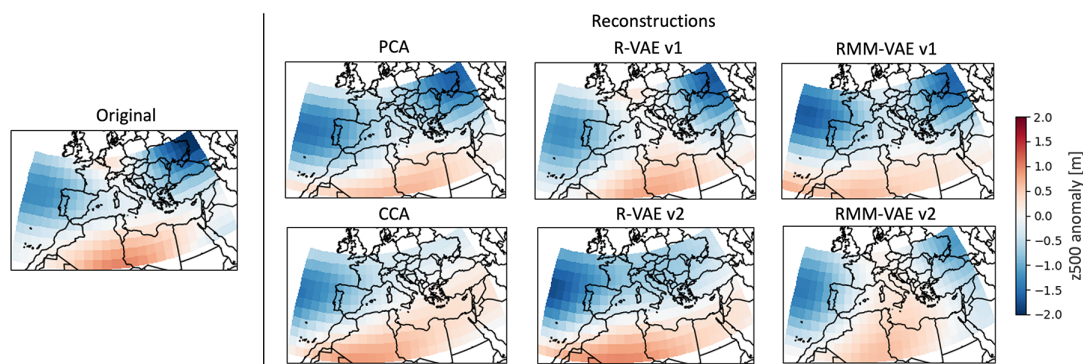 Reconstructions
Original
PCA
R-VAE v1
RMM-VAE v1
CCA
R-VAE v2
RMM-VAE v2
2.0
1.5
1.0
0.5
0.0
−0.5
−1.0
−1.5
−2.0
z500 anomaly [m]